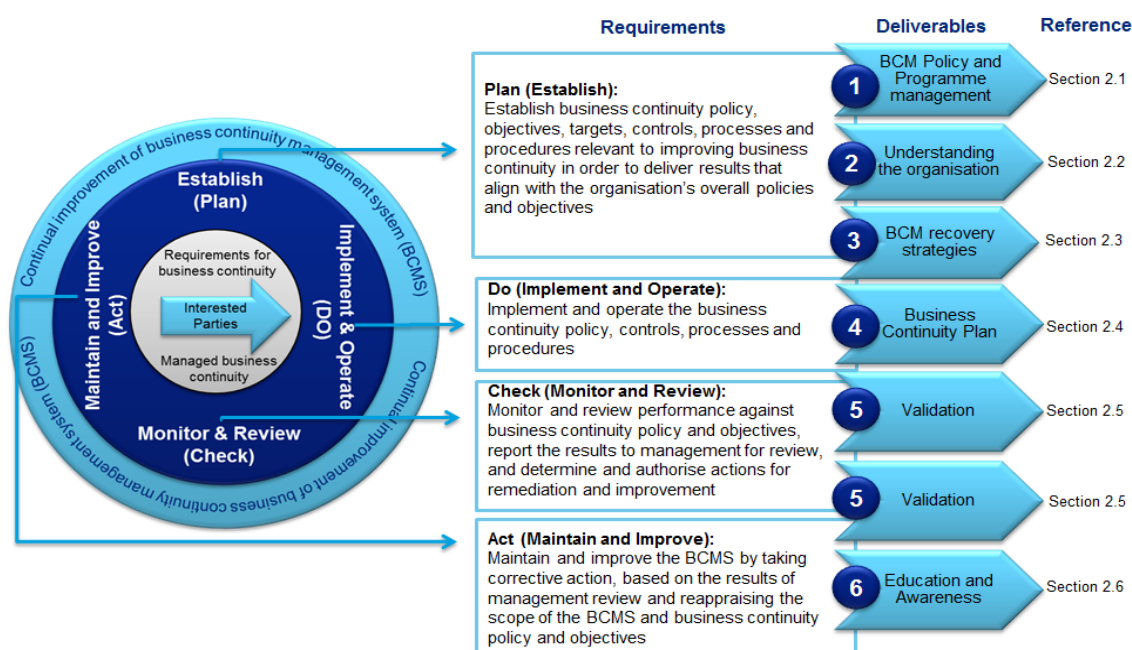 Requirements
Deliverables
Reference
Continual improvement of business continuity management system (BCMS)
Continual improvement of business continuity management system (BCMS)
Establish
(Plan)
Implement & Operate
(DO)
Monitor & Review
(Check)
Maintain and Improve
(Act)
Requirements for
business continuity
Interested
Parties
Managed business
continuity
Plan (Establish):
Establish business continuity policy,
objectives, targets, controls, processes and
procedures relevant to improving business
continuity in order to deliver results that
align with the organisation's overall policies
and objectives
1
BCM Policy and
Programme
management
Section 2.1
2
Understanding
the organisation
Section 2.2
3
BCM recovery
strategies
Section 2.3
Do (Implement and Operate):
Implement and operate the business
continuity policy, controls, processes and
procedures
4
Business
Continuity Plan
Section 2.4
Check (Monitor and Review):
Monitor and review performance against
business continuity policy and objectives,
report the results to management for review,
and determine and authorise actions for
remediation and improvement
5
Validation
Section 2.5
5
Validation
Section 2.5
Act (Maintain and Improve):
Maintain and improve the BCMS by taking
corrective action, based on the results of
management review and reappraising the
scope of the BCMS and business continuity
policy and objectives
6
Education and
Awareness
Section 2.6